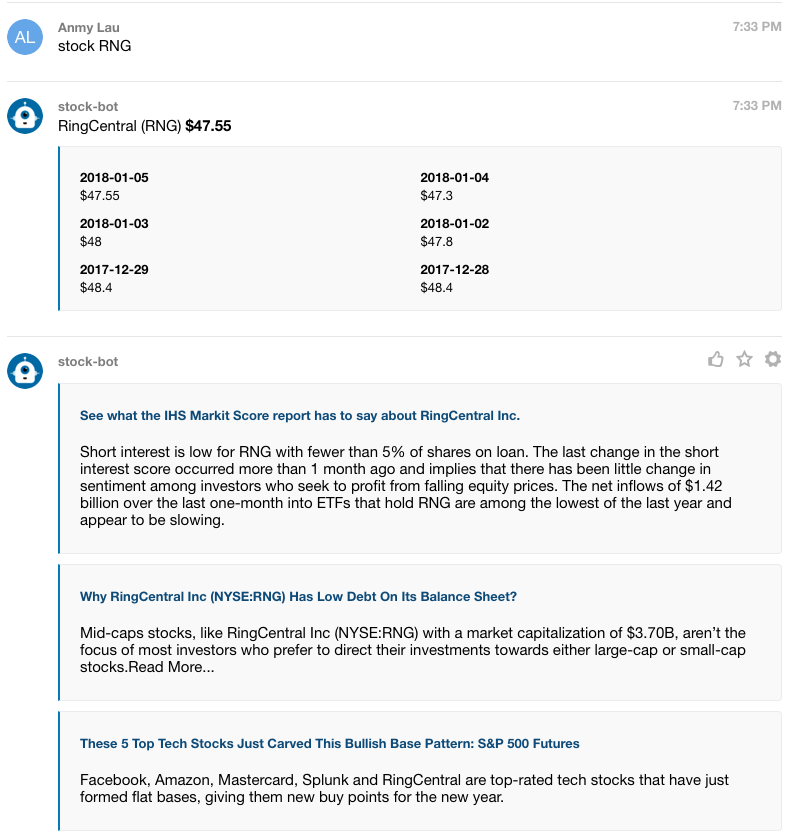 AL
Anmy Lau
7:33 PM
stock RNG
stock-bot
7:33 PM
RingCentral (RNG) $47.55
2018-01-05
2018-01-04
$47.55
$47.3
2018-01-03
2018-01-02
$48
$47.8
2017-12-29
2017-12-28
$48.4
$48.4
stock-bot
See what the IHS Markit Score report has to say about RingCentral Inc.
Short interest is low for RNG with fewer than 5% of shares on loan. The last change in the short
interest score occurred more than 1 month ago and implies that there has been little change in
sentiment among investors who seek to profit from falling equity prices. The net inflows of $1.42
billion over the last one-month into ETFs that hold RNG are among the lowest of the last year and
appear to be slowing.
Why RingCentral Inc (NYSE:RNG) Has Low Debt On Its Balance Sheet?
Mid-caps stocks, like RingCentral Inc (NYSE:RNG) with a market capitalization of $3.70B, aren’t the
focus of most investors who prefer to direct their investments towards either large-cap or small-cap
stocks.Read More...
These 5 Top Tech Stocks Just Carved This Bullish Base Pattern: S&P 500 Futures
Facebook, Amazon, Mastercard, Splunk and RingCentral are top-rated tech stocks that have just
formed flat bases, giving them new buy points for the new year.